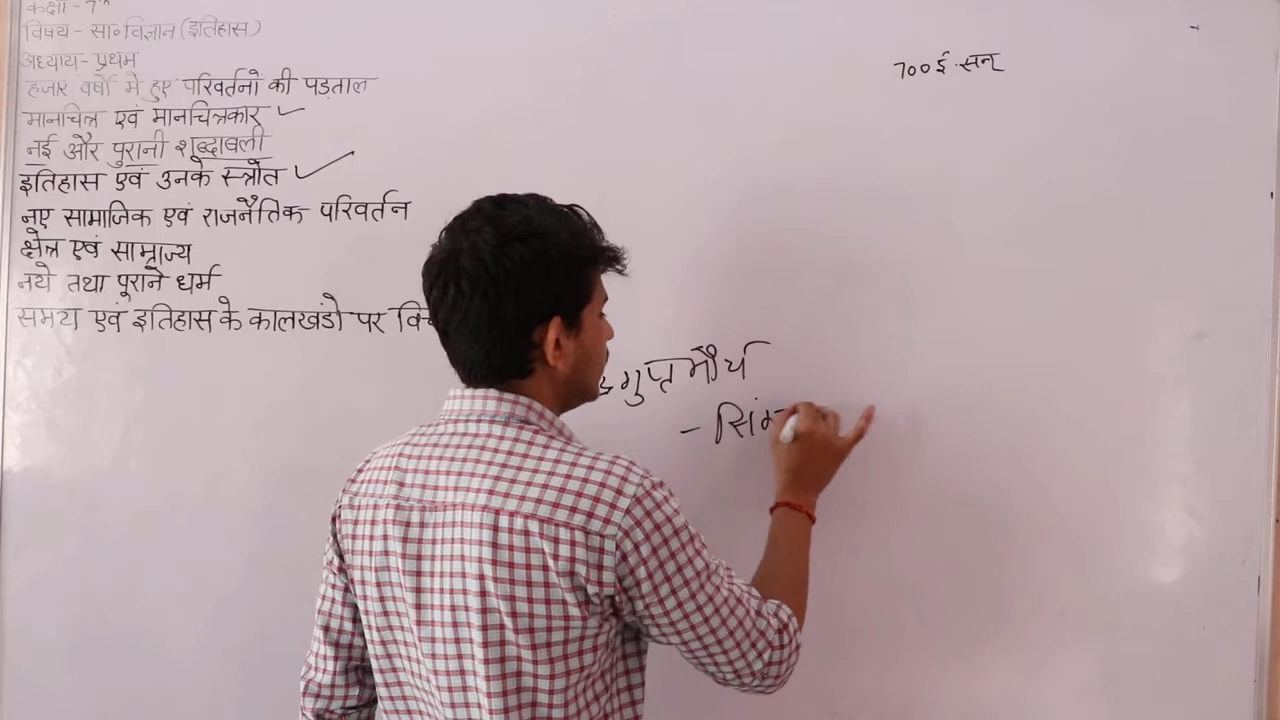 कक्षा - 7th
विषय - सा० विज्ञान (इतिहास)
अध्याय - प्रथम
हजार वर्षों में हुए परिवर्तनों की पड़ताल
मानचित्र एवं मानचित्रकार
नई और पुरानी शब्दावली
इतिहास एवं उनके स्त्रोत
नए सामाजिक एवं राजनैतिक परिवर्तन
क्षेत्र एवं साम्राज्य
नये तथा पूराने धर्म
समय एवं इतिहास के कालखंडो पर
700 ई. सन्
गुप्त मौर्य